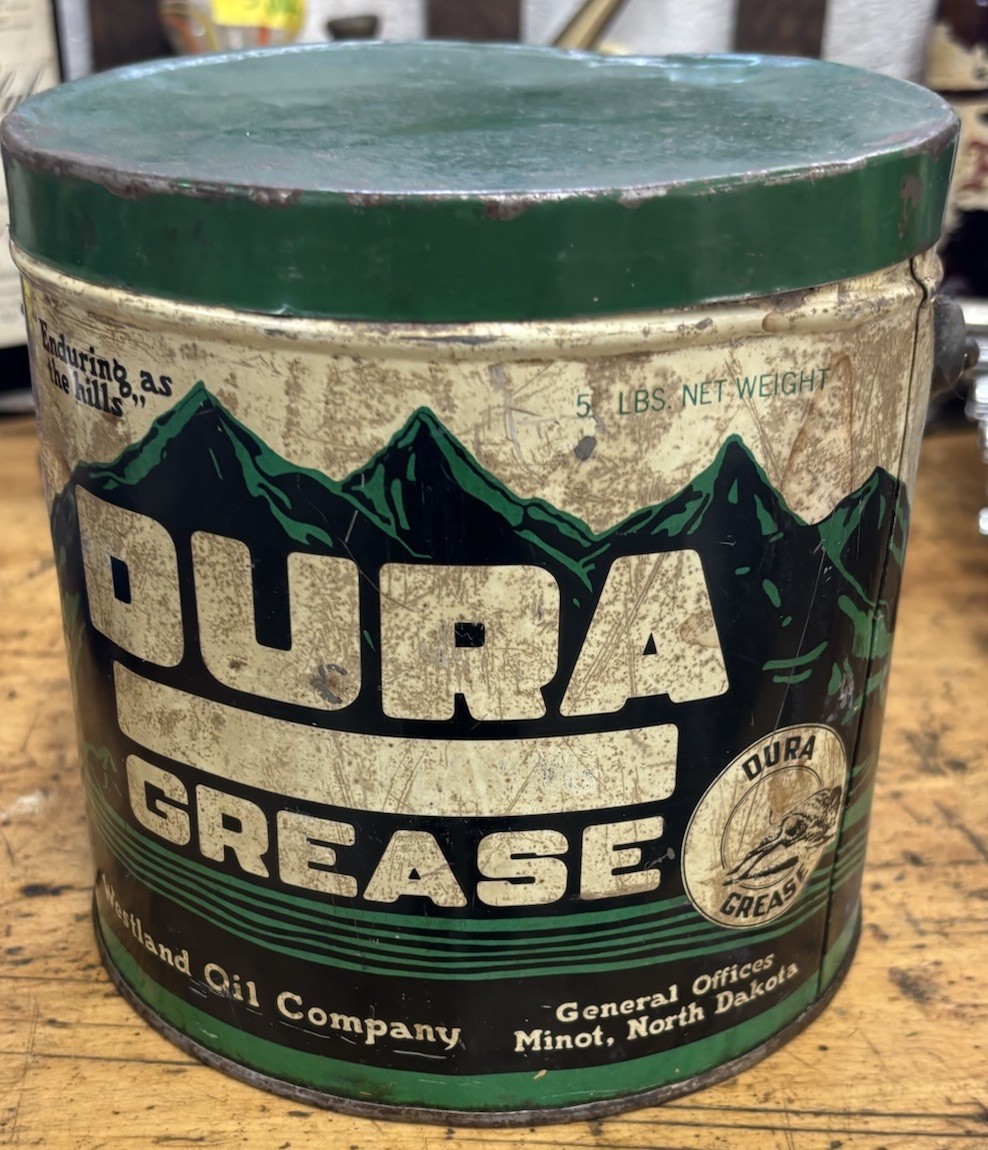 "Enduring as
the hills"
5 LBS. NET WEIGHT
DURA
GREASE
DURA
GREASE
Westland Oil Company
General Offices
Minot, North Dakota